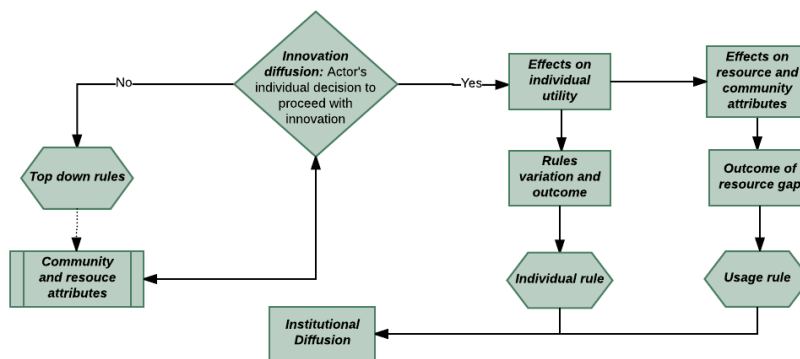 Innovation
diffusion: Actor's
individual decision to
proceed with
innovation
No
Yes
Effects on
individual
utility
Effects on
resource and
community
attributes
Top down rules
Rules
variation and
outcome
Outcome of
resource gap
Community
and resouce
attributes
Individual rule
Usage rule
Institutional
Diffusion